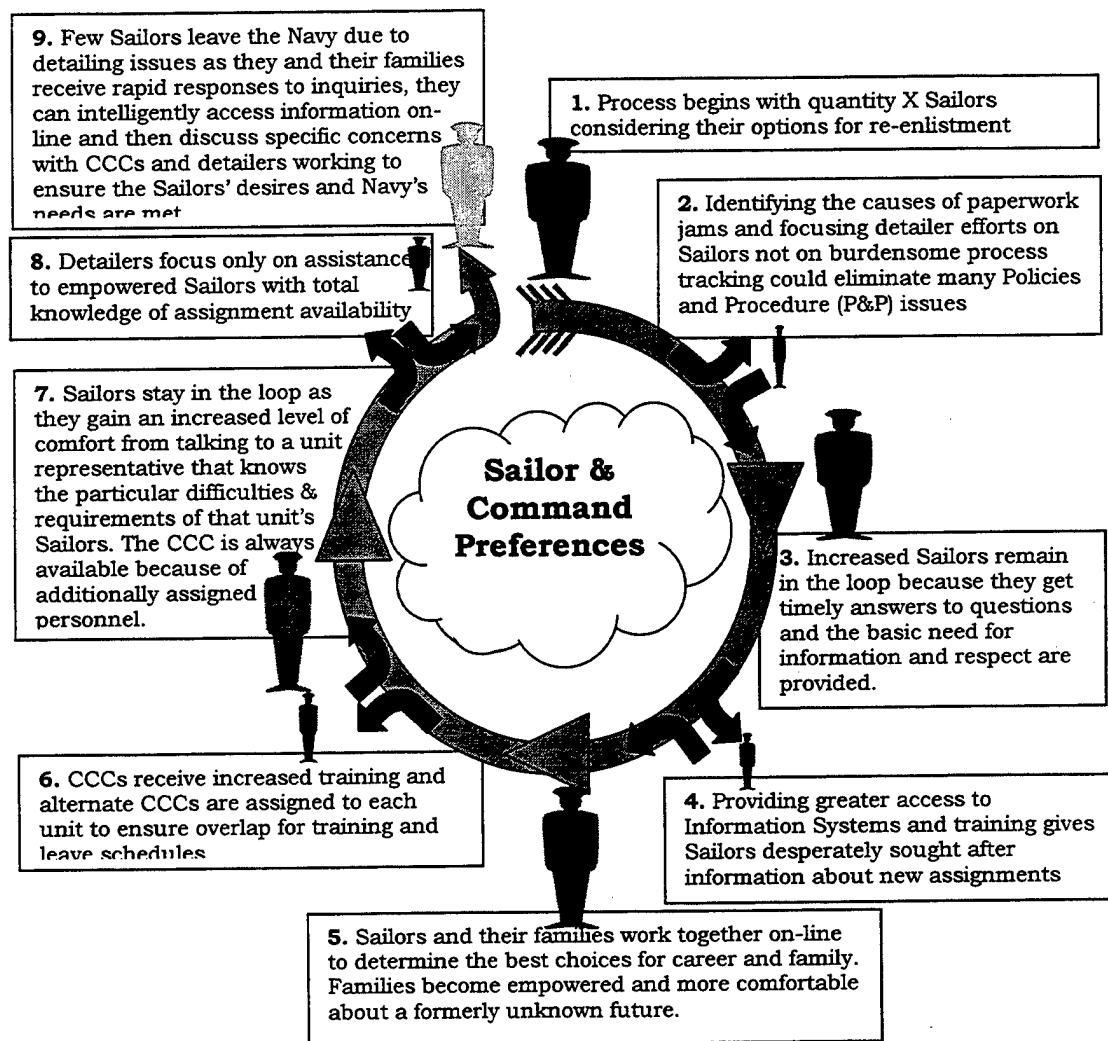 9. Few Sailors leave the Navy due to
detailing issues as they and their families
receive rapid responses to inquiries, they
can intelligently access information on-
line and then discuss specific concerns
with CCCs and detailers working to
ensure the Sailors' desires and Navy's
needs are met
1. Process begins with quantity X Sailors
considering their options for re-enlistment
2. Identifying the causes of paperwork
jams and focusing detailer efforts on
Sailors not on burdensome process
tracking could eliminate many Policies
and Procedure (P&P) issues
8. Detailers focus only on assistance
to empowered Sailors with total
knowledge of assignment availability
7. Sailors stay in the loop as
they gain an increased level of
comfort from talking to a unit
representative that knows
the particular difficulties &
requirements of that unit's
Sailors. The CCC is always
available because of
additionally assigned
personnel.
Sailor &
Command
Preferences
3. Increased Sailors remain
in the loop because they get
timely answers to questions
and the basic need for
information and respect are
provided.
6. CCCs receive increased training and
alternate CCCs are assigned to each
unit to ensure overlap for training and
leave schedules
4. Providing greater access to
Information Systems and training gives
Sailors desperately sought after
information about new assignments
5. Sailors and their families work together on-line
to determine the best choices for career and family.
Families become empowered and more comfortable
about a formerly unknown future.